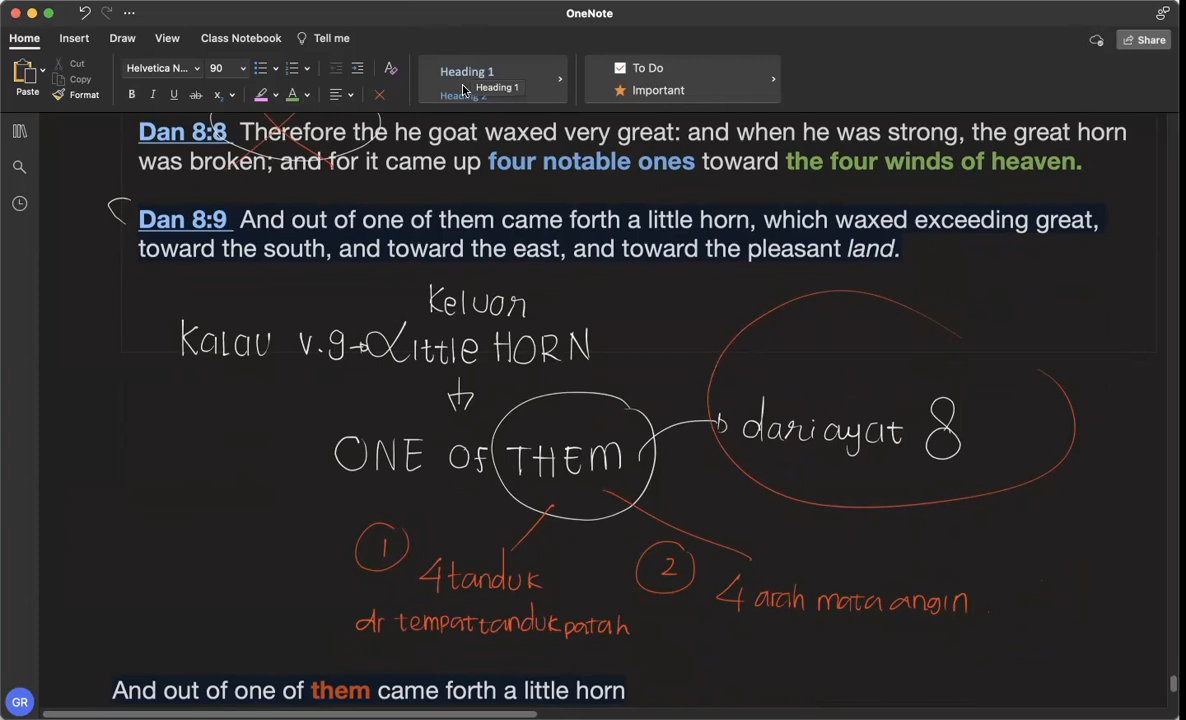 OneNote
Share
Home Insert Draw View Class Notebook Tell me
Paste
Cut
Copy
Format
Helvetica N... 90
B I U ab x
Heading 1
Heading 1
Heading 2
To Do
Important
Dan 8:8 Therefore the he goat waxed very great: and when he was strong, the great horn
was broken; and for it came up four notable ones toward the four winds of heaven.
Dan 8:9 And out of one of them came forth a little horn, which waxed exceeding great,
toward the south, and toward the east, and toward the pleasant land.
Keluar
Kalau v.9 Little HORN
ONE Of THEM
dari ayat 8
1
4 tanduk
dr tempat tanduk patah
2
4 arah mata angin
And out of one of them came forth a little horn
GR